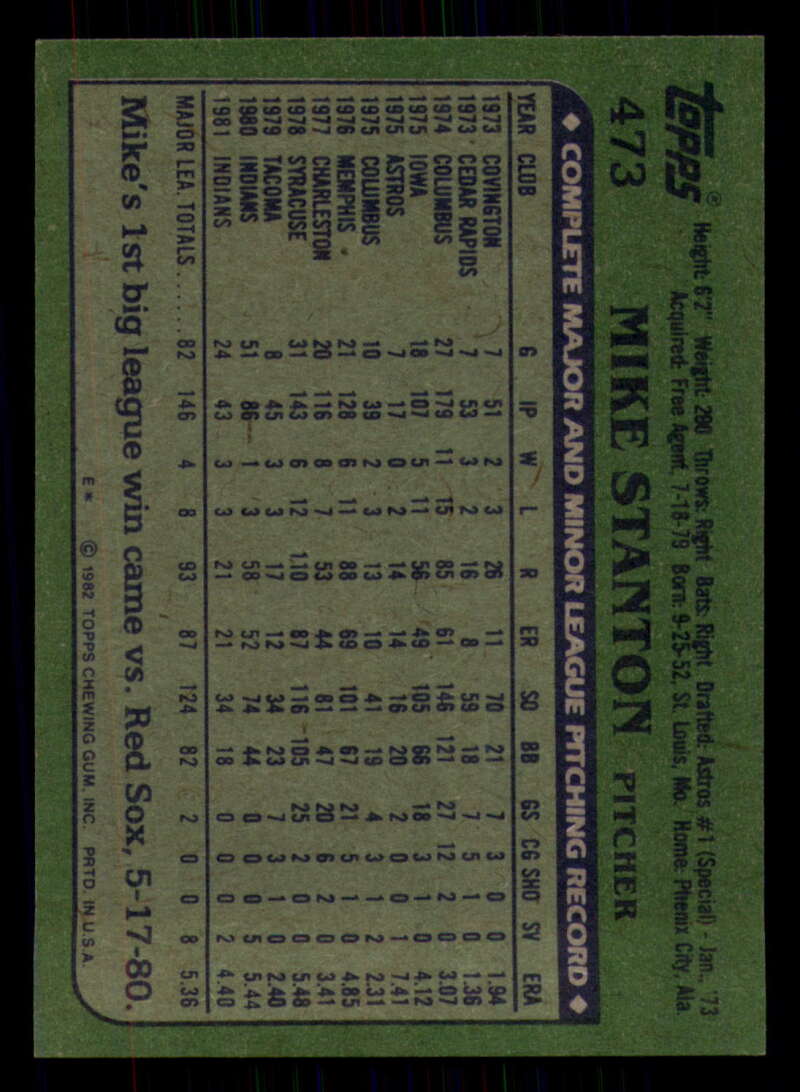 Topps®
Height: 6'2" Weight: 200 Throws: Right Bats: Right Drafted: Astros #1 (Special) - Jan., '73
Acquired: Free Agent, 7-18-79 Born: 9-25-52, St. Louis, Mo. Home: Phenix City, Ala.
473 MIKE STANTON PITCHER
◆ COMPLETE MAJOR AND MINOR LEAGUE PITCHING RECORD ◆
YEAR CLUB G IP W L R ER SO BB GS CG SHO SV ERA
1973 COVINGTON 7 51 2 3 26 11 70 21 7 3 0 0 1.94
1973 CEDAR RAPIDS 7 53 3 2 16 8 59 18 7 5 1 0 1.36
1974 COLUMBUS 27 179 11 15 85 61 146 121 27 12 2 0 3.07
1975 IOWA 18 107 5 11 56 49 105 66 18 3 1 0 4.12
1975 ASTROS 7 17 0 2 14 14 16 20 2 0 0 1 7.41
1975 COLUMBUS 10 39 2 3 13 10 41 19 4 3 1 2 2.31
1976 MEMPHIS 21 128 6 11 88 69 101 67 21 5 1 0 4.85
1977 CHARLESTON 20 116 8 7 53 44 81 47 20 6 2 0 3.41
1978 SYRACUSE 31 143 6 12 110 87 116 105 25 2 0 0 5.48
1979 TACOMA 8 45 3 3 17 12 34 23 7 3 1 0 2.40
1980 INDIANS 51 86 1 3 58 52 74 44 0 0 0 5 5.44
1981 INDIANS 24 43 3 3 21 21 34 18 0 0 0 2 4.40
MAJOR LEA. TOTALS...... 82 146 4 8 93 87 124 82 2 0 0 8 5.36
Mike's 1st big league win came vs. Red Sox, 5-17-80.
E* © 1982 TOPPS CHEWING GUM, INC. PRTD. IN U.S.A.